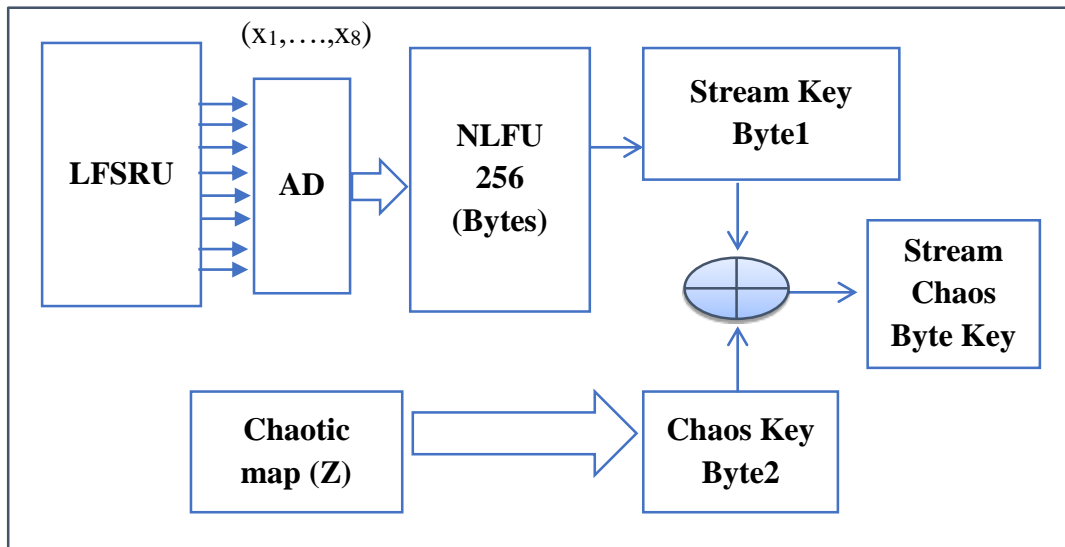 (x₁,….,x₈)
LFSRU
AD
NLFU
256
(Bytes)
Stream Key
Byte1
Stream
Chaos
Byte Key
Chaotic
map (Z)
Chaos Key
Byte2